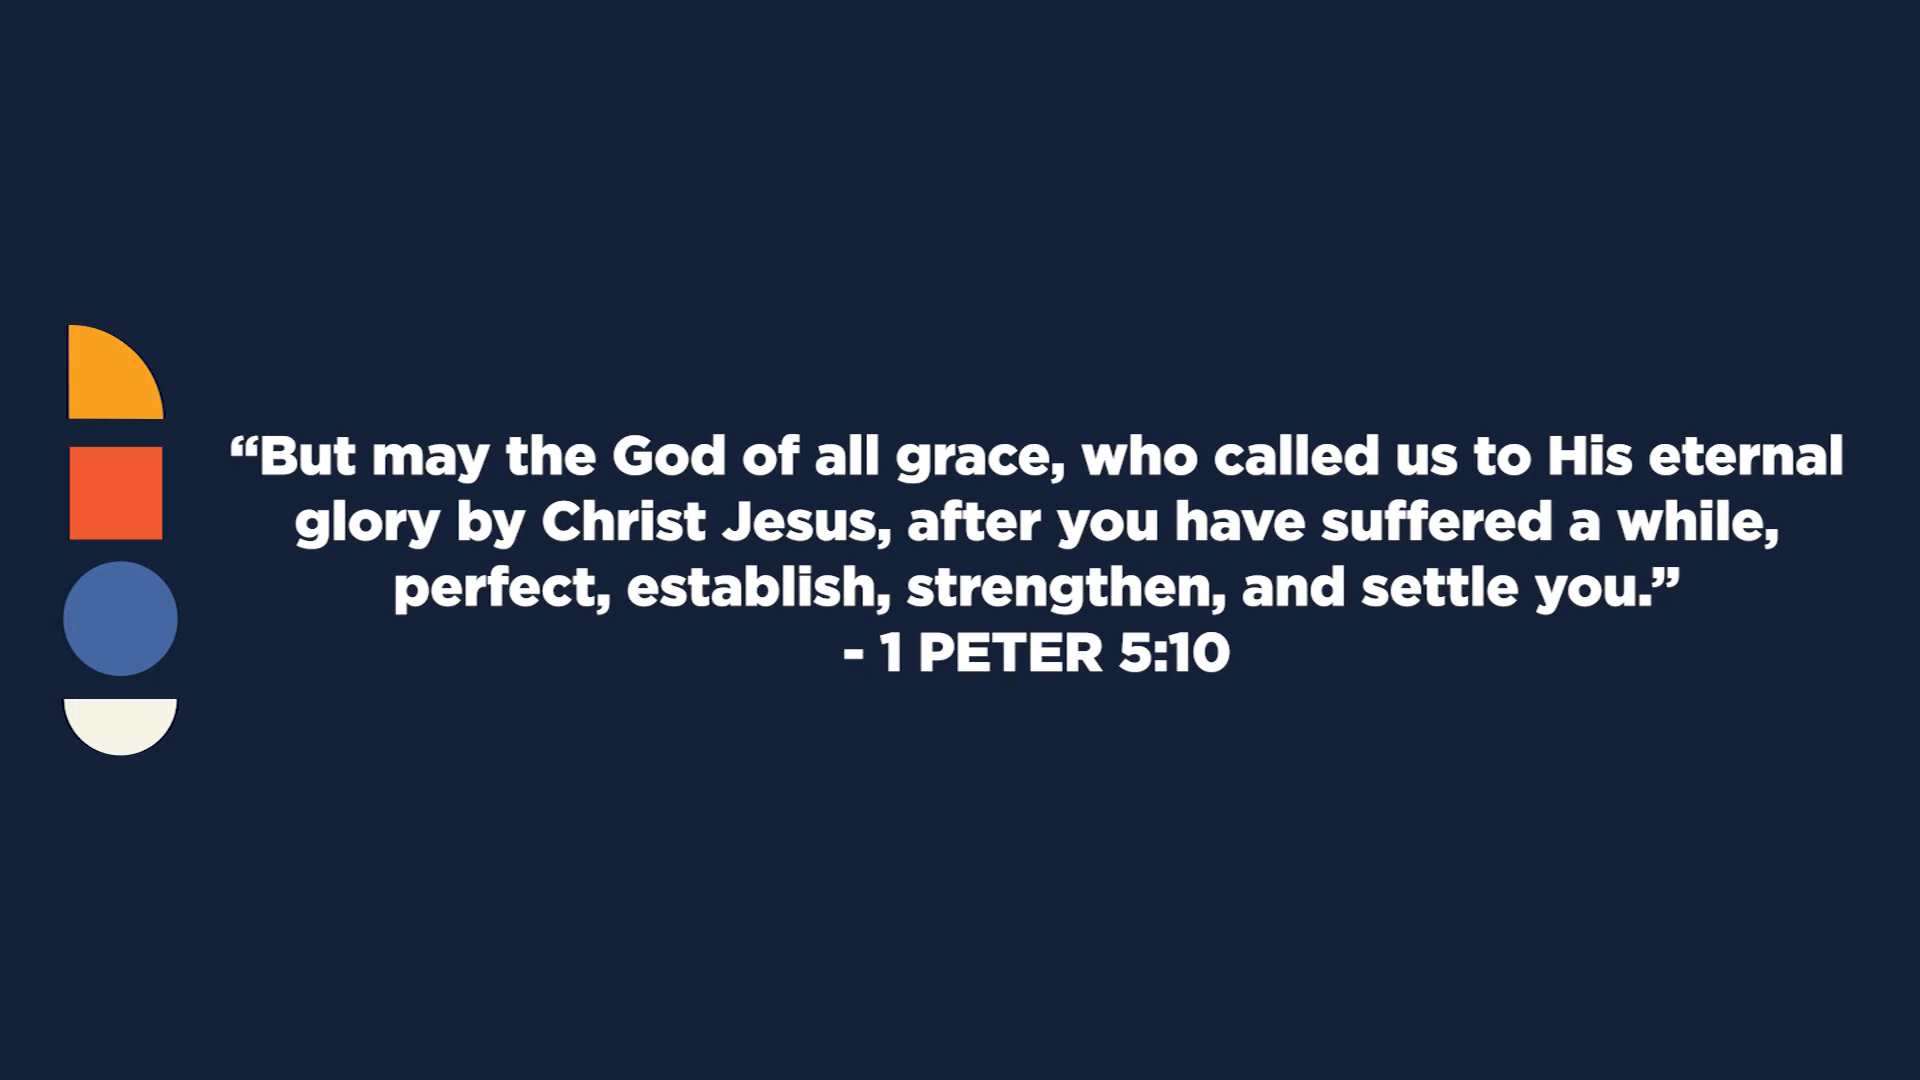 “But may the God of all grace, who called us to His eternal
glory by Christ Jesus, after you have suffered a while,
perfect, establish, strengthen, and settle you.”
- 1 PETER 5:10